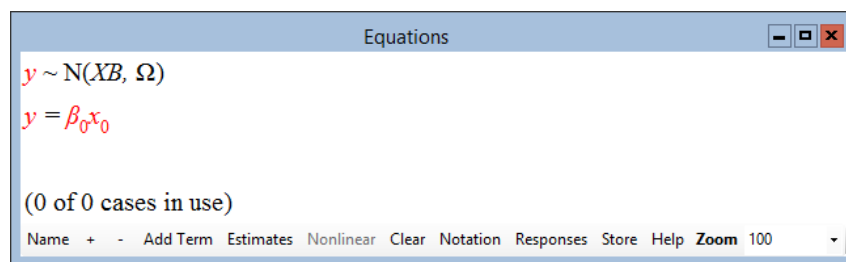 Equations
y ~ N(XB, Ω)
y = β₀x₀
(0 of 0 cases in use)
Name + - Add Term Estimates Nonlinear Clear Notation Responses Store Help Zoom 100